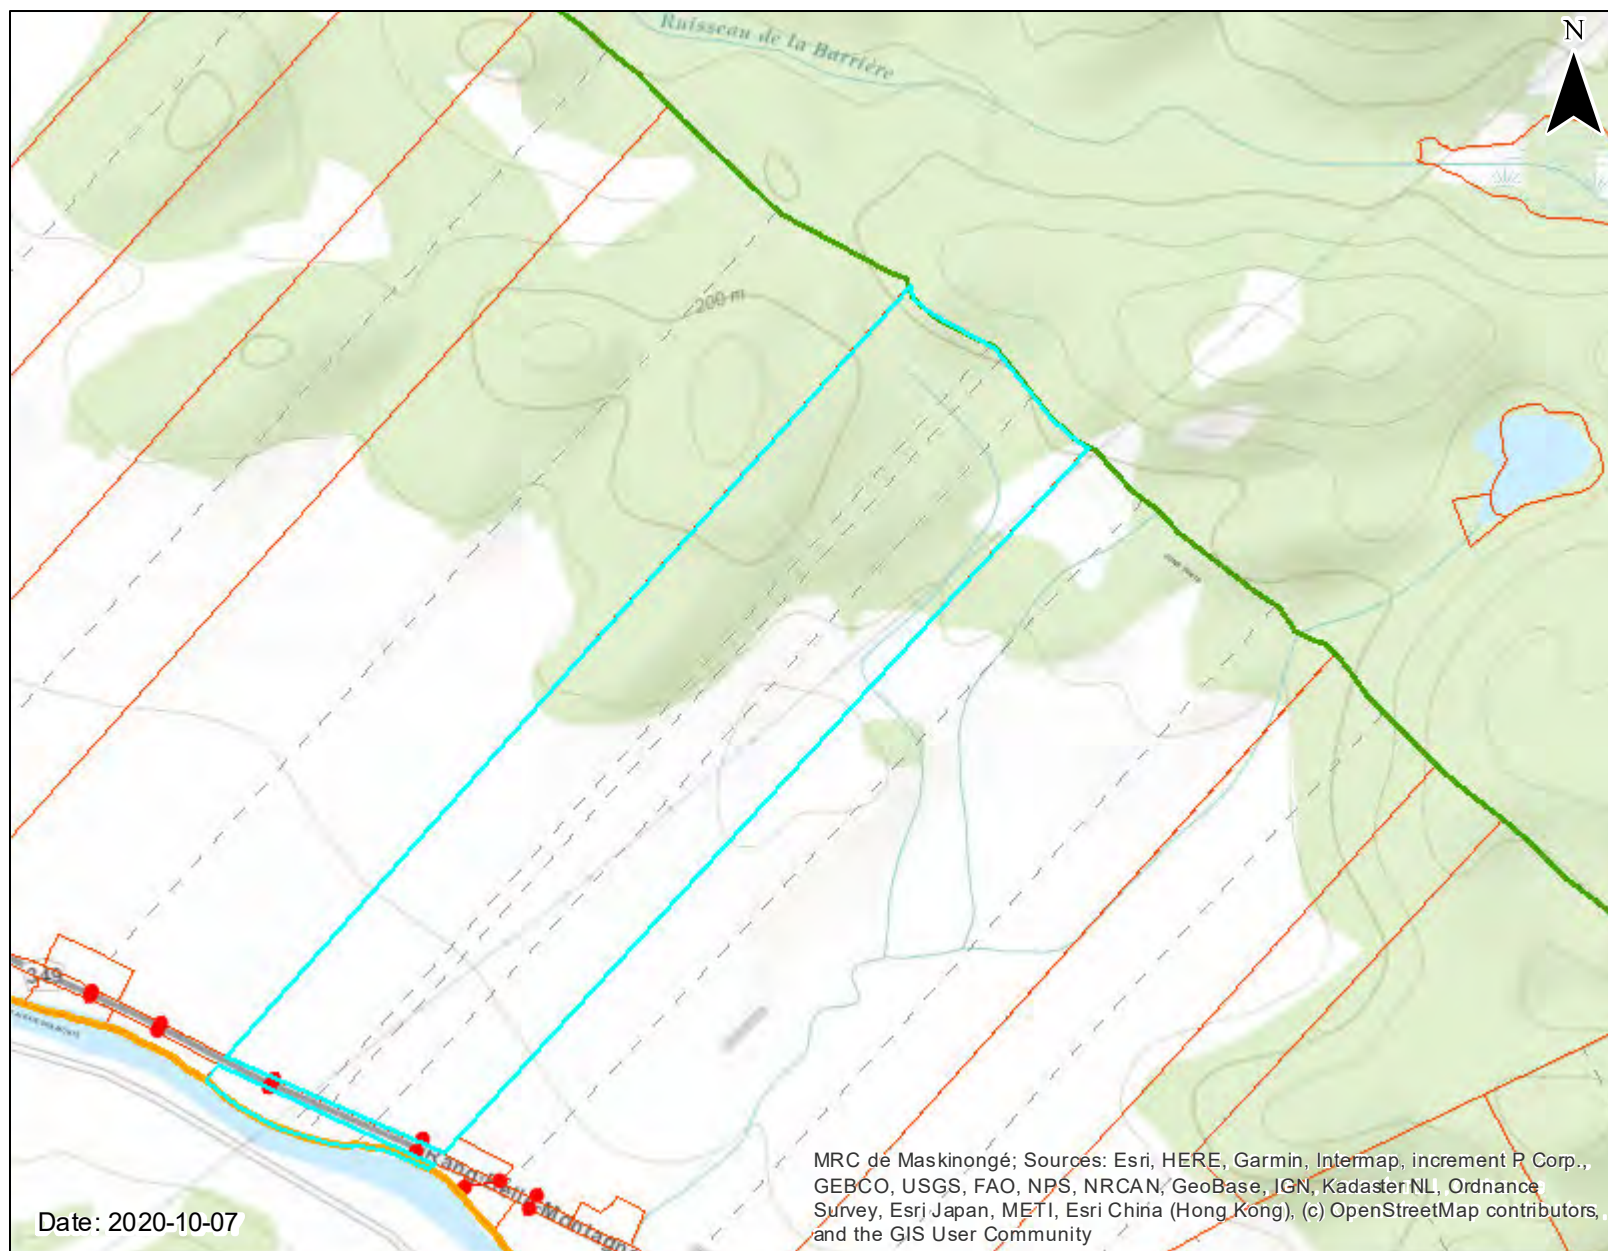 N
Ruisseau de la Barrière
200 m
349
Rang
MRC de Maskinongé; Sources: Esri, HERE, Garmin, Intermap, increment P Corp.,
GEBCO, USGS, FAO, NPS, NRCAN, GeoBase, IGN, Kadaster NL, Ordnance
Survey, Esri Japan, METI, Esri China (Hong Kong), (c) OpenStreetMap contributors,
and the GIS User Community
Date: 2020-10-07